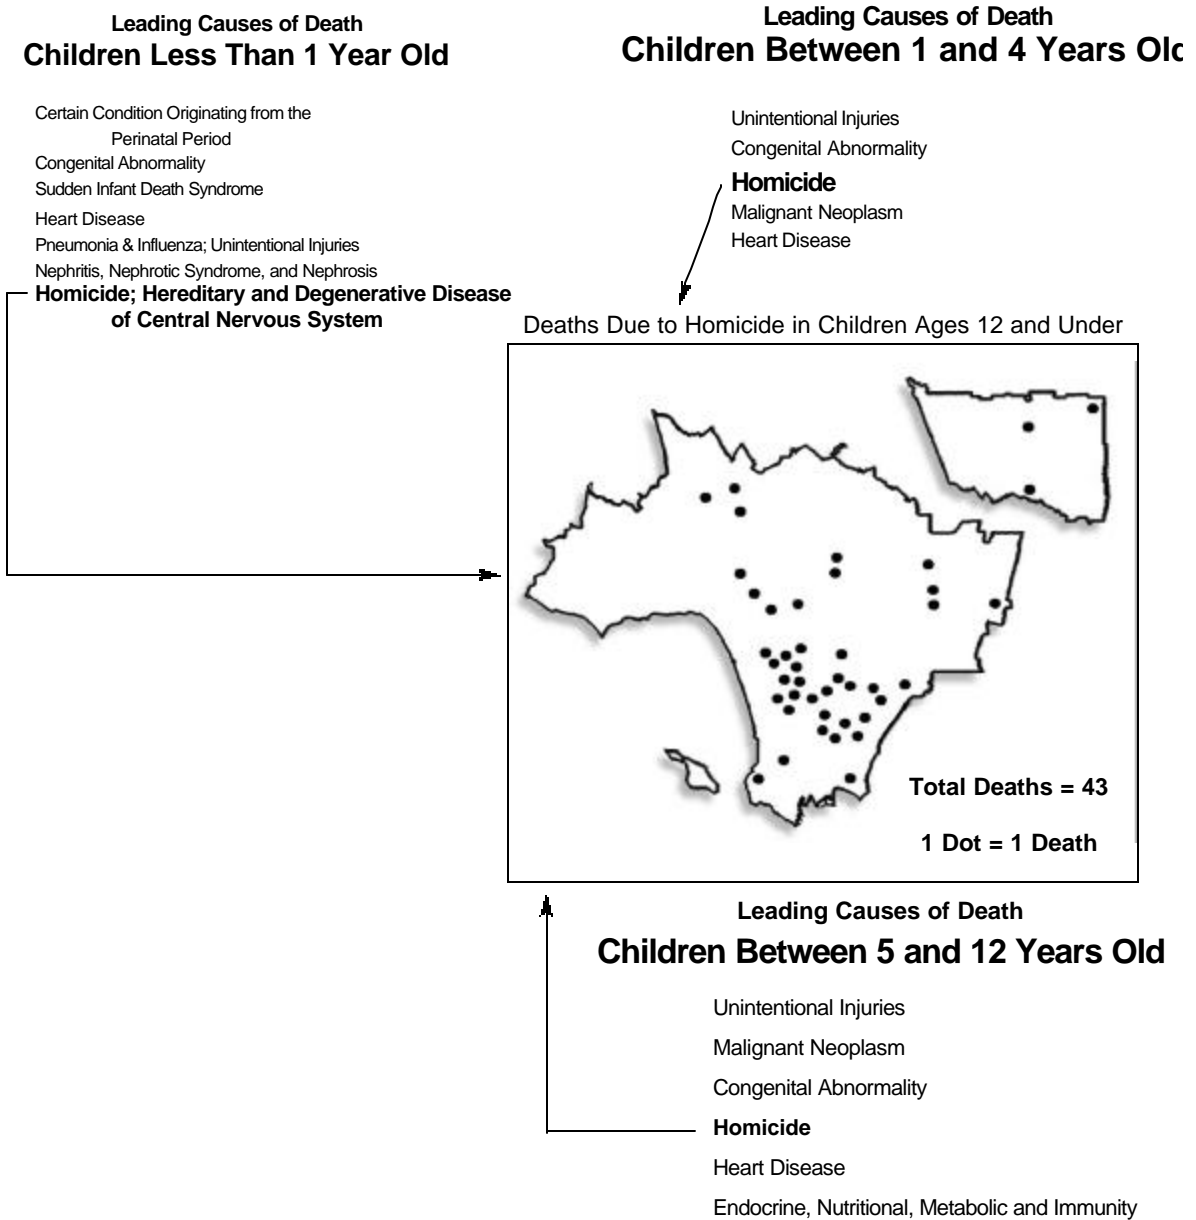 Leading Causes of Death
Children Less Than 1 Year Old
Certain Condition Originating from the
Perinatal Period
Congenital Abnormality
Sudden Infant Death Syndrome
Heart Disease
Pneumonia & Influenza; Unintentional Injuries
Nephritis, Nephrotic Syndrome, and Nephrosis
Homicide; Hereditary and Degenerative Disease
of Central Nervous System
Leading Causes of Death
Children Between 1 and 4 Years Old
Unintentional Injuries
Congenital Abnormality
Homicide
Malignant Neoplasm
Heart Disease
Deaths Due to Homicide in Children Ages 12 and Under
Total Deaths = 43
1 Dot = 1 Death
Leading Causes of Death
Children Between 5 and 12 Years Old
Unintentional Injuries
Malignant Neoplasm
Congenital Abnormality
Homicide
Heart Disease
Endocrine, Nutritional, Metabolic and Immunity